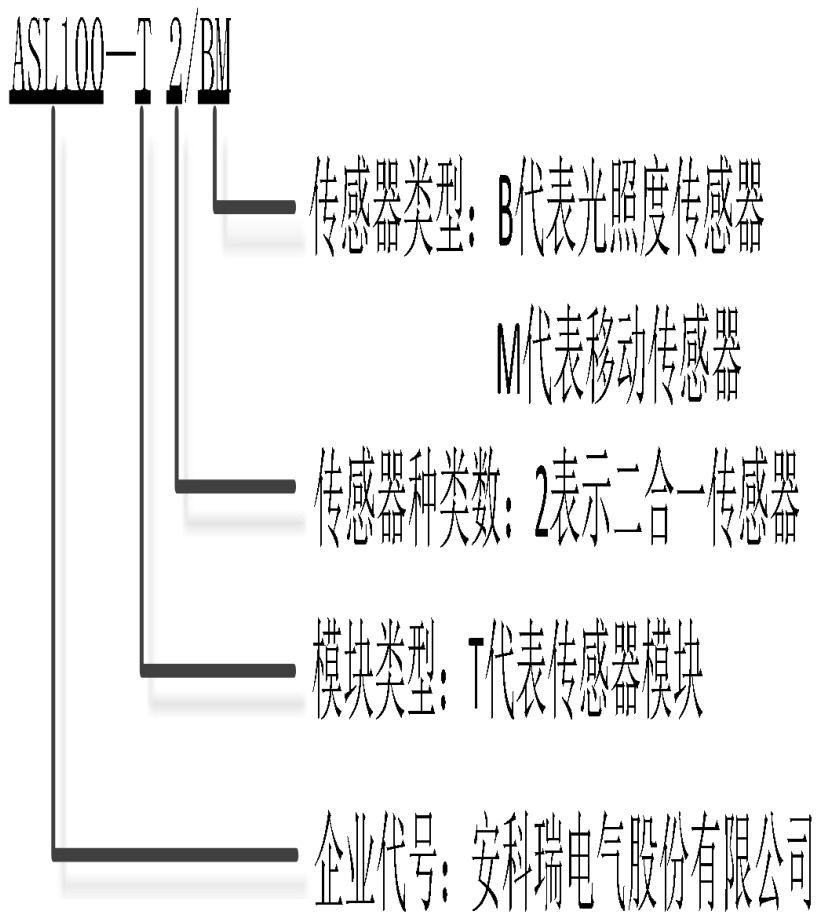 ASL100-T 2/BM
传感器类型：B代表光照度传感器
M代表移动传感器
传感器种类数：2表示二合一传感器
模块类型：T代表传感器模块
企业代号：安科瑞电气股份有限公司